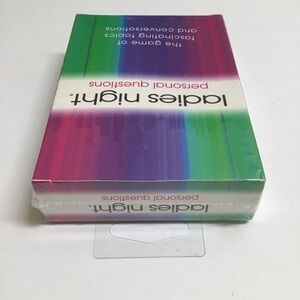 ladies night.
personal questions
the game of
fascinating topics
and conversations.
ladies night.
personal questions